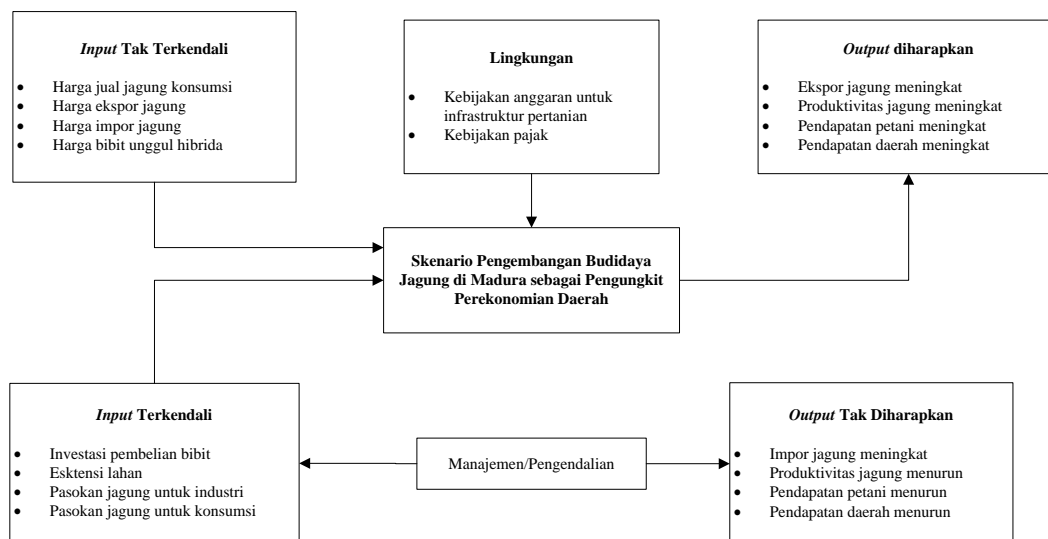 Input Tak Terkendali
• Harga jual jagung konsumsi
• Harga ekspor jagung
• Harga impor jagung
• Harga bibit unggul hibrida
Lingkungan
• Kebijakan anggaran untuk
infrastruktur pertanian
• Kebijakan pajak
Output diharapkan
• Ekspor jagung meningkat
• Produktivitas jagung meningkat
• Pendapatan petani meningkat
• Pendapatan daerah meningkat
Skenario Pengembangan Budidaya
Jagung di Madura sebagai Pengungkit
Perekonomian Daerah
Input Terkendali
• Investasi pembelian bibit
• Esktensi lahan
• Pasokan jagung untuk industri
• Pasokan jagung untuk konsumsi
Manajemen/Pengendalian
Output Tak Diharapkan
• Impor jagung meningkat
• Produktivitas jagung menurun
• Pendapatan petani menurun
• Pendapatan daerah menurun